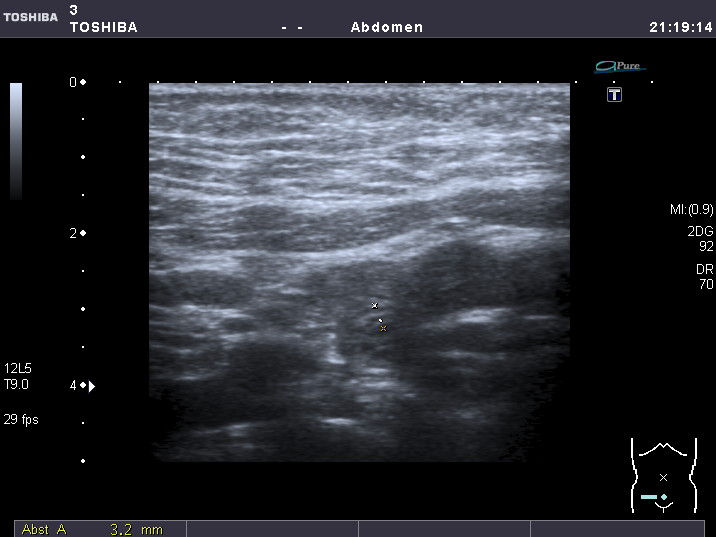 TOSHIBA
3
TOSHIBA
- -
Abdomen
21:19:14
aPure
T
0
2
4
MI:(0.9)
2DG
92
DR
70
12L5
T9.0
29 fps
Abst A
3.2 mm